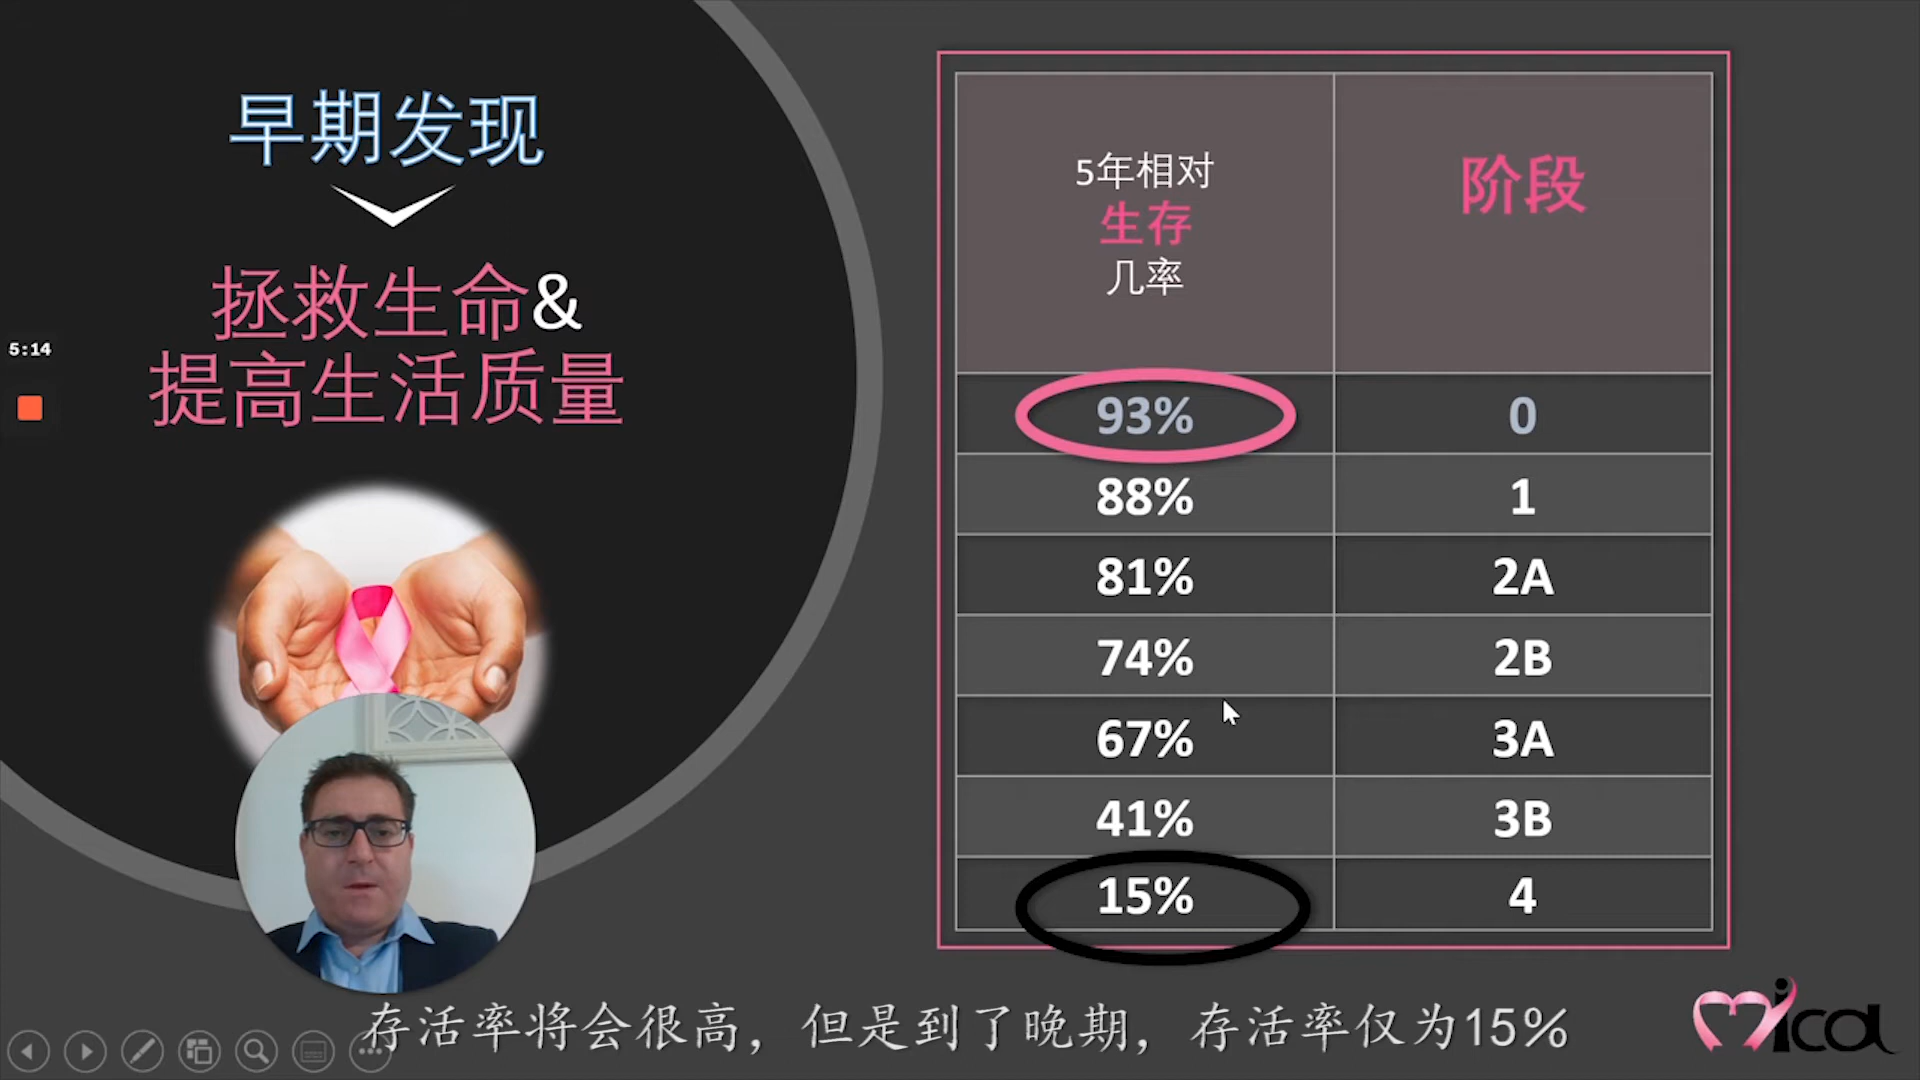 早期发现
拯救生命&
提高生活质量
5:14
5年相对
生存
几率
阶段
93% 0
88% 1
81% 2A
74% 2B
67% 3A
41% 3B
15% 4
存活率将会很高，但是到了晚期，存活率仅为15%
Mical